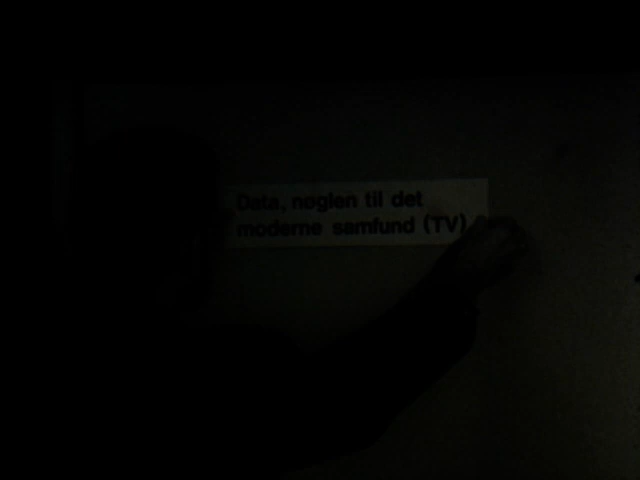 Data, nøglen til det
moderne samfund (TV)